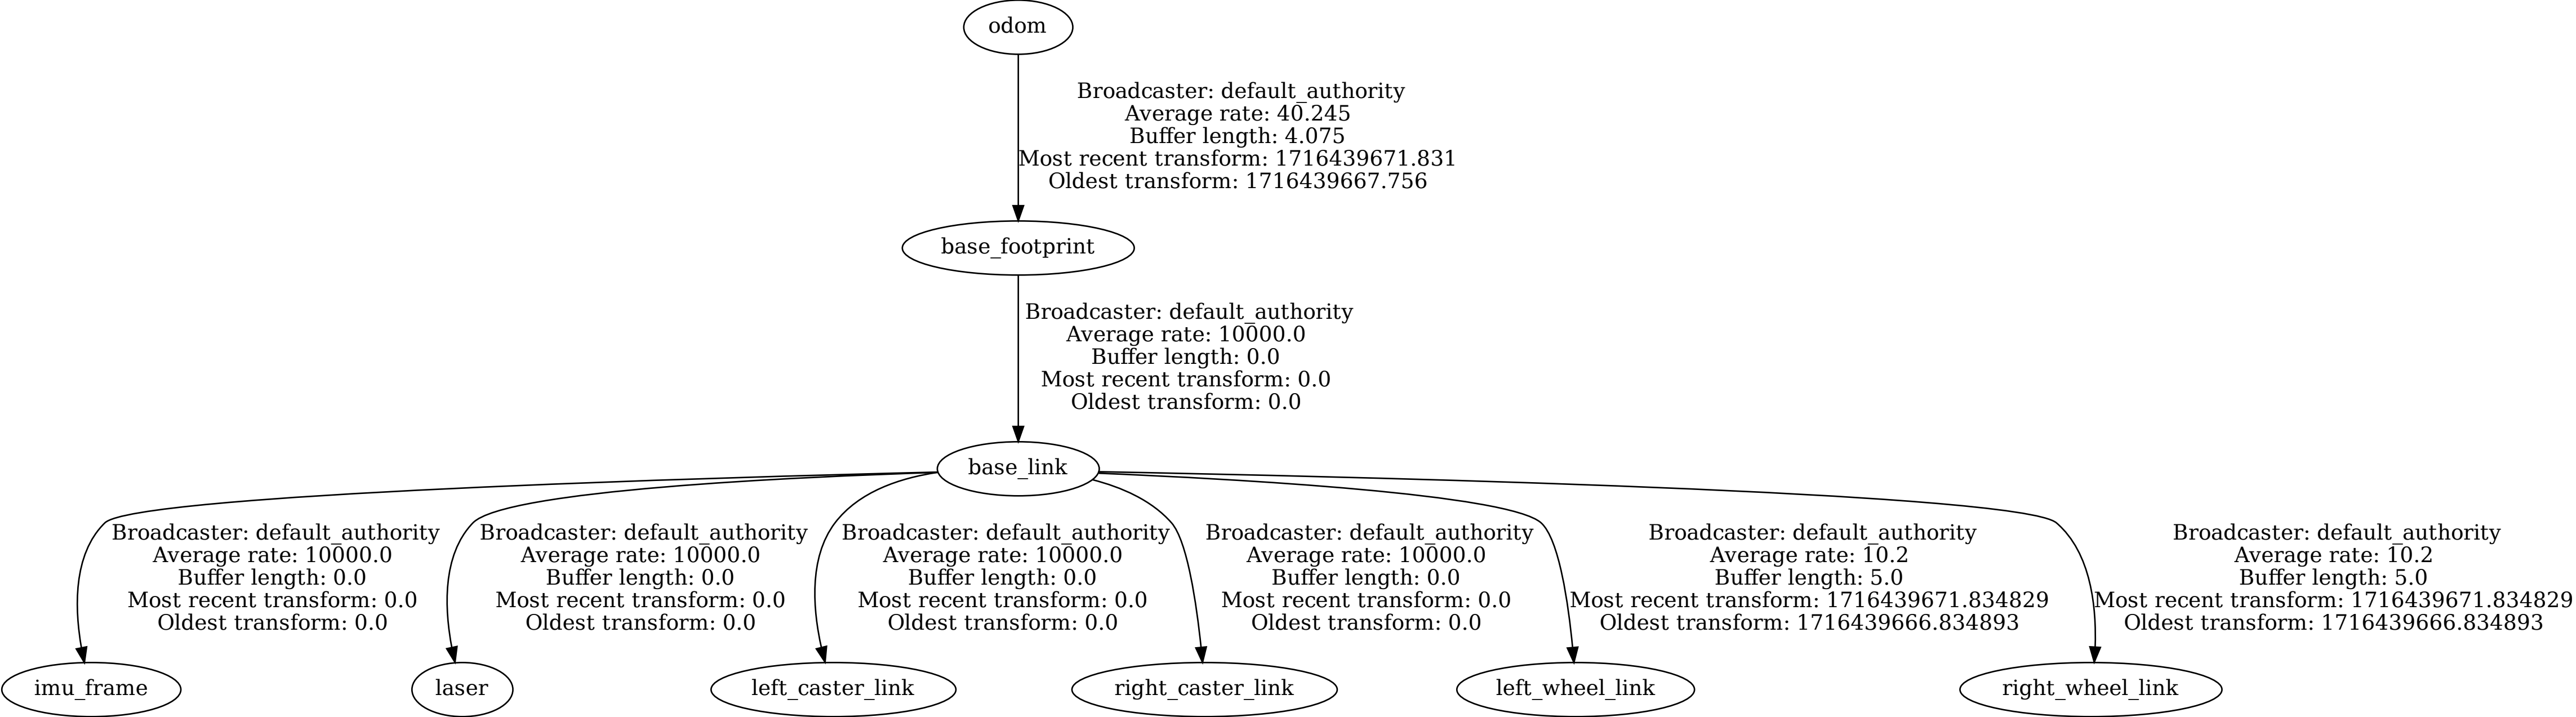 odom
Broadcaster: default_authority
Average rate: 40.245
Buffer length: 4.075
Most recent transform: 1716439671.831
Oldest transform: 1716439667.756
base_footprint
Broadcaster: default_authority
Average rate: 10000.0
Buffer length: 0.0
Most recent transform: 0.0
Oldest transform: 0.0
base_link
Broadcaster: default_authority
Average rate: 10000.0
Buffer length: 0.0
Most recent transform: 0.0
Oldest transform: 0.0
Broadcaster: default_authority
Average rate: 10000.0
Buffer length: 0.0
Most recent transform: 0.0
Oldest transform: 0.0
Broadcaster: default_authority
Average rate: 10000.0
Buffer length: 0.0
Most recent transform: 0.0
Oldest transform: 0.0
Broadcaster: default_authority
Average rate: 10000.0
Buffer length: 0.0
Most recent transform: 0.0
Oldest transform: 0.0
Broadcaster: default_authority
Average rate: 10.2
Buffer length: 5.0
Most recent transform: 1716439671.834829
Oldest transform: 1716439666.834893
Broadcaster: default_authority
Average rate: 10.2
Buffer length: 5.0
Most recent transform: 1716439671.834829
Oldest transform: 1716439666.834893
imu_frame
laser
left_caster_link
right_caster_link
left_wheel_link
right_wheel_link